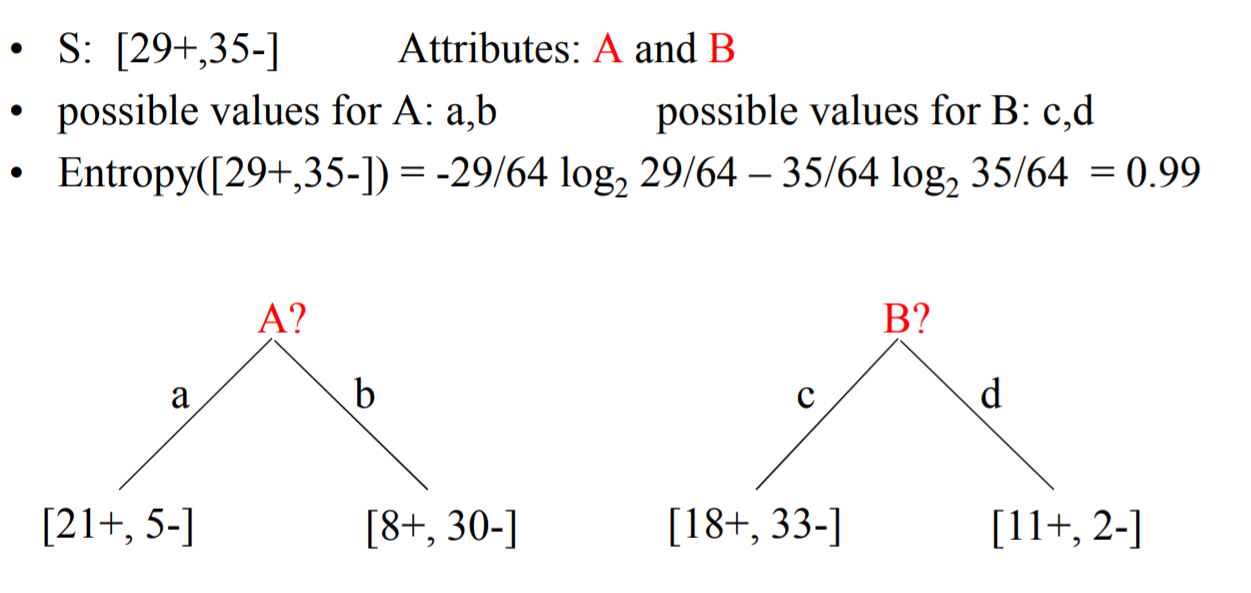 • S: [29+,35-] Attributes: A and B
• possible values for A: a,b possible values for B: c,d
• Entropy([29+,35-]) = -29/64 log₂ 29/64 – 35/64 log₂ 35/64 = 0.99
A? B?
a b c d
[21+, 5-] [8+, 30-] [18+, 33-] [11+, 2-]